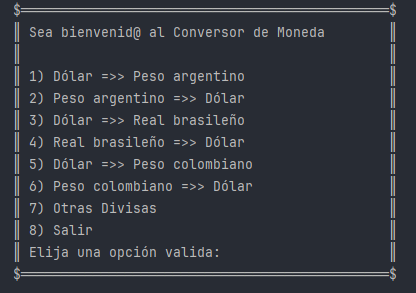 $══════════════════════════════════════════════$
║ Sea bienvenid@ al Conversor de Moneda ║
║ ║
║ 1) Dólar =>> Peso argentino ║
║ 2) Peso argentino =>> Dólar ║
║ 3) Dólar =>> Real brasileño ║
║ 4) Real brasileño =>> Dólar ║
║ 5) Dólar =>> Peso colombiano ║
║ 6) Peso colombiano =>> Dólar ║
║ 7) Otras Divisas ║
║ 8) Salir ║
║ Elija una opción valida: ║
$══════════════════════════════════════════════$